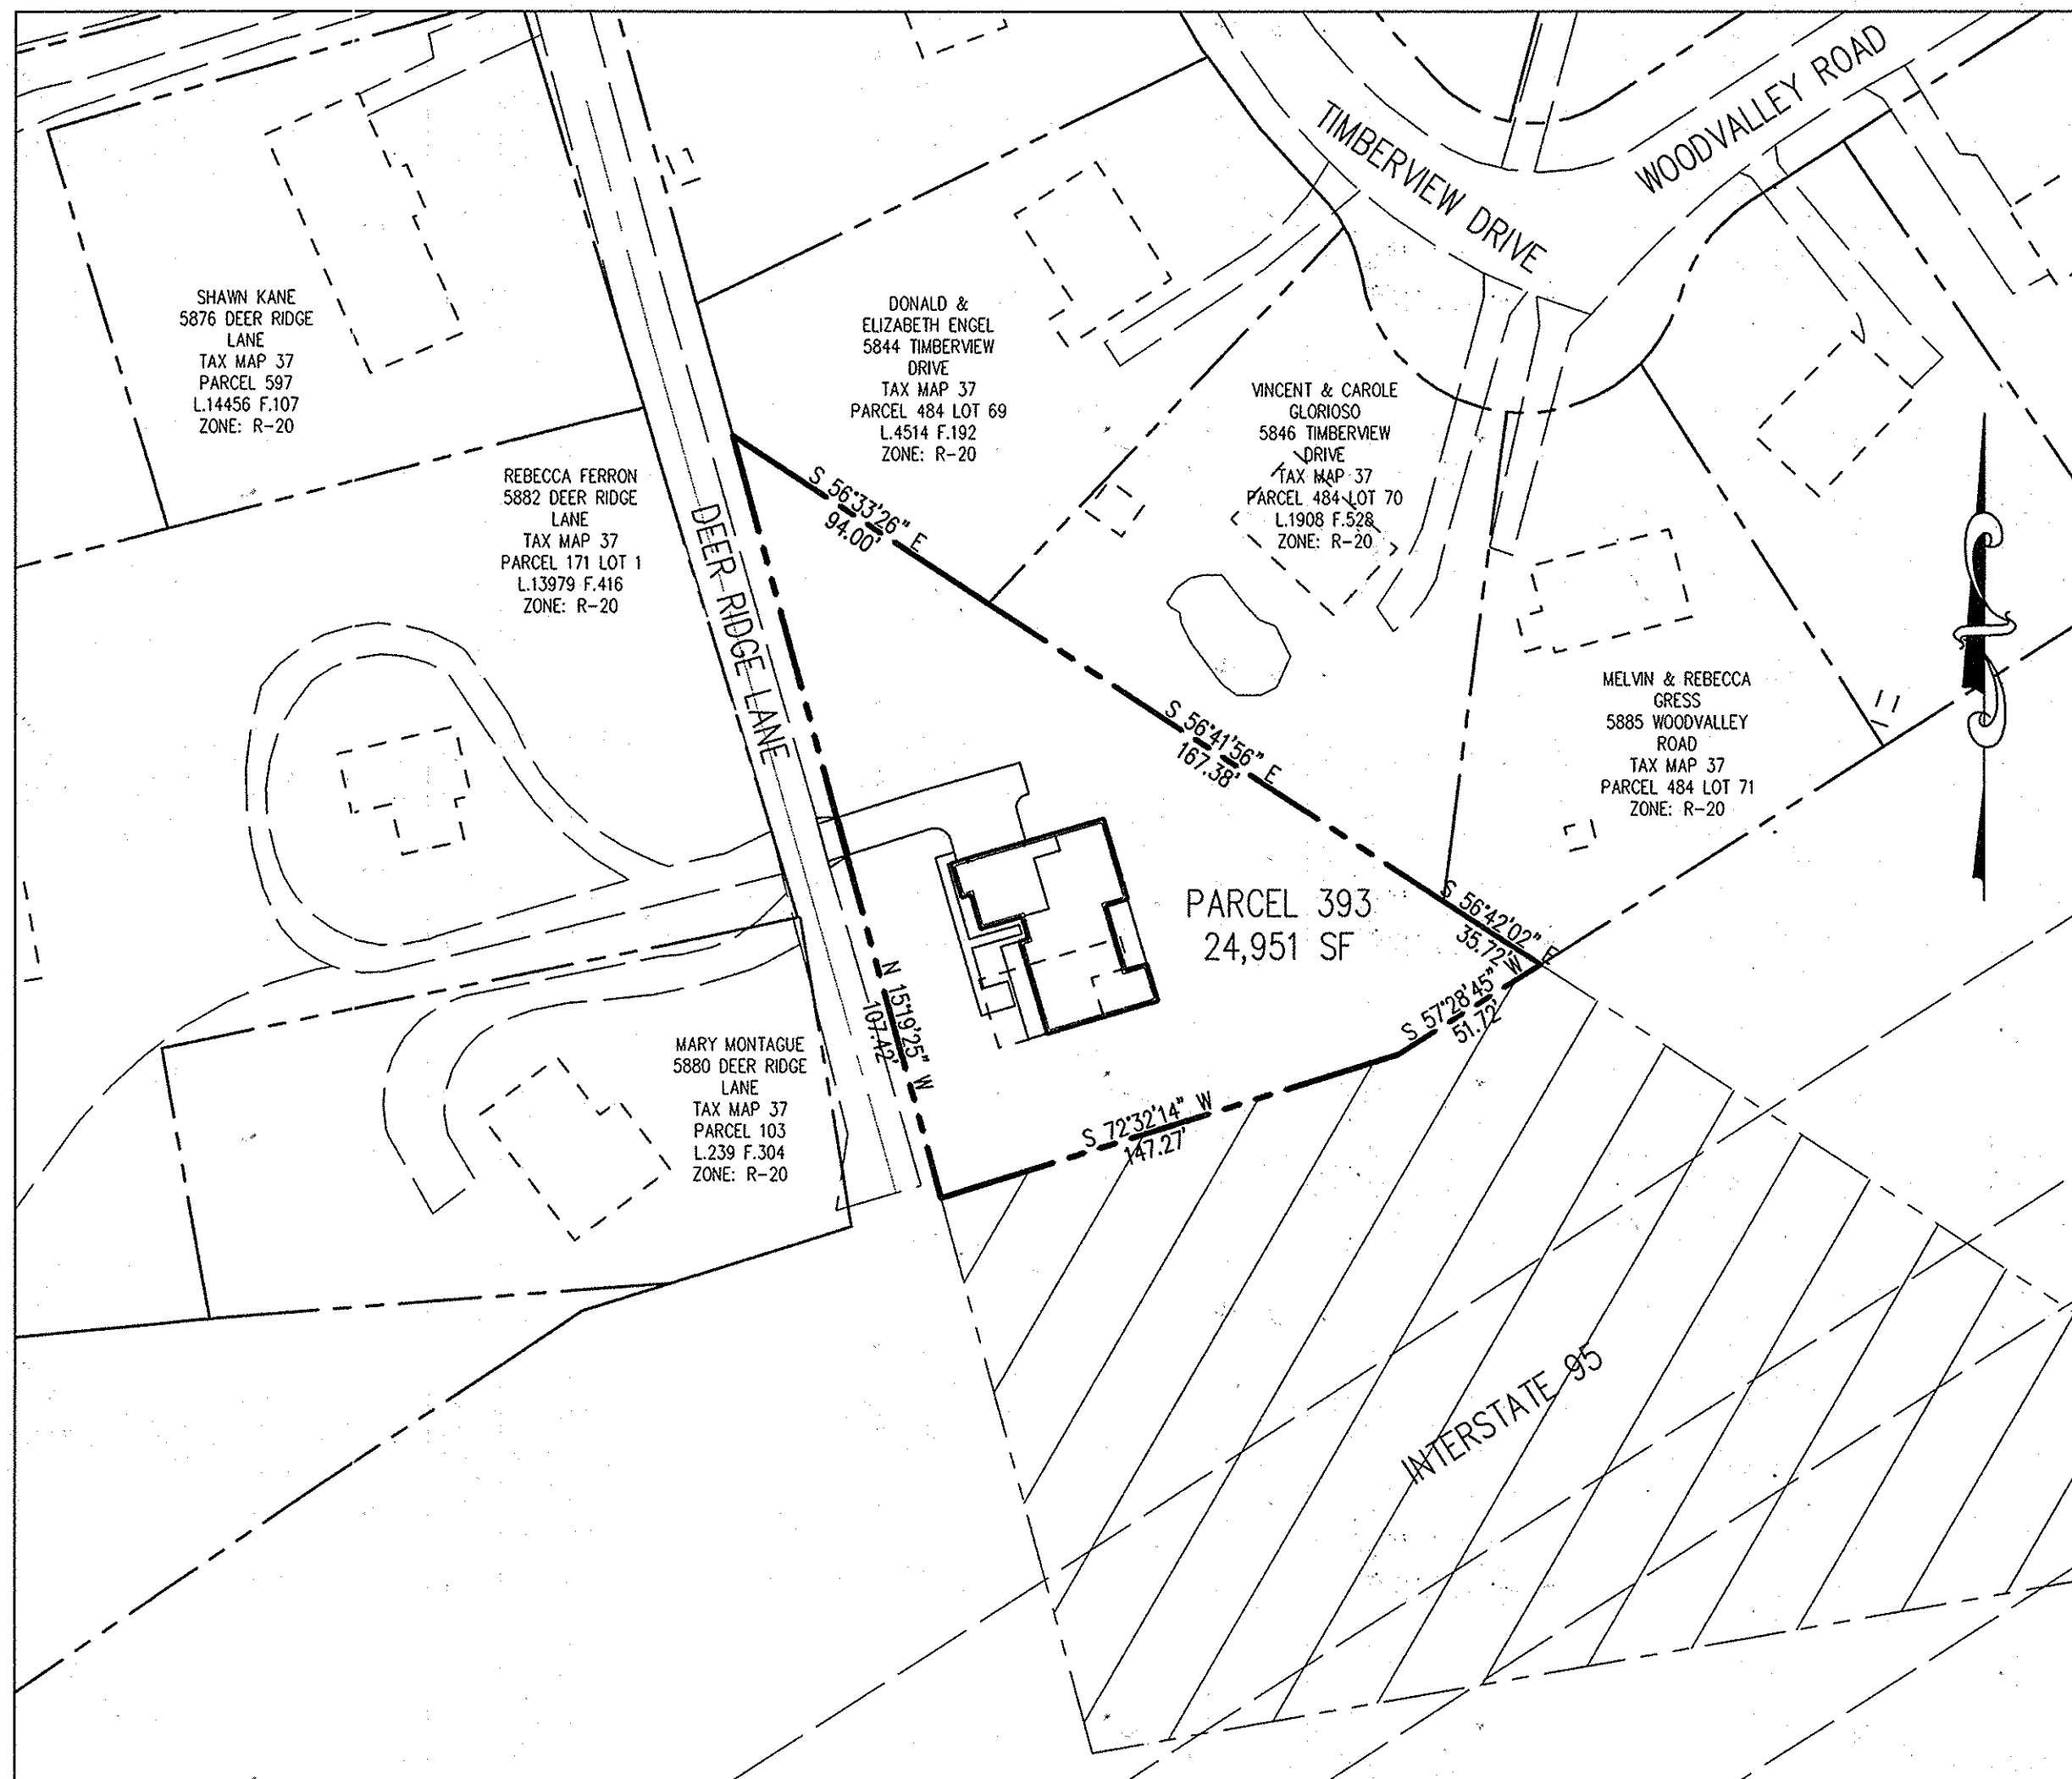 TIMBERVIEW DRIVE
WOODVALLEY ROAD
SHAWN KANE
5876 DEER RIDGE
LANE
TAX MAP 37
PARCEL 597
L.14456 F.107
ZONE: R-20
DONALD &
ELIZABETH ENGEL
5844 TIMBERVIEW
DRIVE
TAX MAP 37
PARCEL 484 LOT 69
L.4514 F.192
ZONE: R-20
VINCENT & CAROLE
GLORIOSO
5846 TIMBERVIEW
DRIVE
TAX MAP 37
PARCEL 484 LOT 70
L.1908 F.528
ZONE: R-20
REBECCA FERRON
5882 DEER RIDGE
LANE
TAX MAP 37
PARCEL 171 LOT 1
L.13979 F.416
ZONE: R-20
DEER RIDGE LANE
S 56°33'26" E
94.00'
S 56°41'56" E
167.38'
MELVIN & REBECCA
GRESS
5885 WOODVALLEY
ROAD
TAX MAP 37
PARCEL 484 LOT 71
ZONE: R-20
PARCEL 393
24,951 SF
S 56°42'02" E
35.72'
S 57°28'45" W
51.72'
N 15°19'25" W
107.42'
S 72°32'14" W
147.27'
MARY MONTAGUE
5880 DEER RIDGE
LANE
TAX MAP 37
PARCEL 103
L.239 F.304
ZONE: R-20
INTERSTATE 95